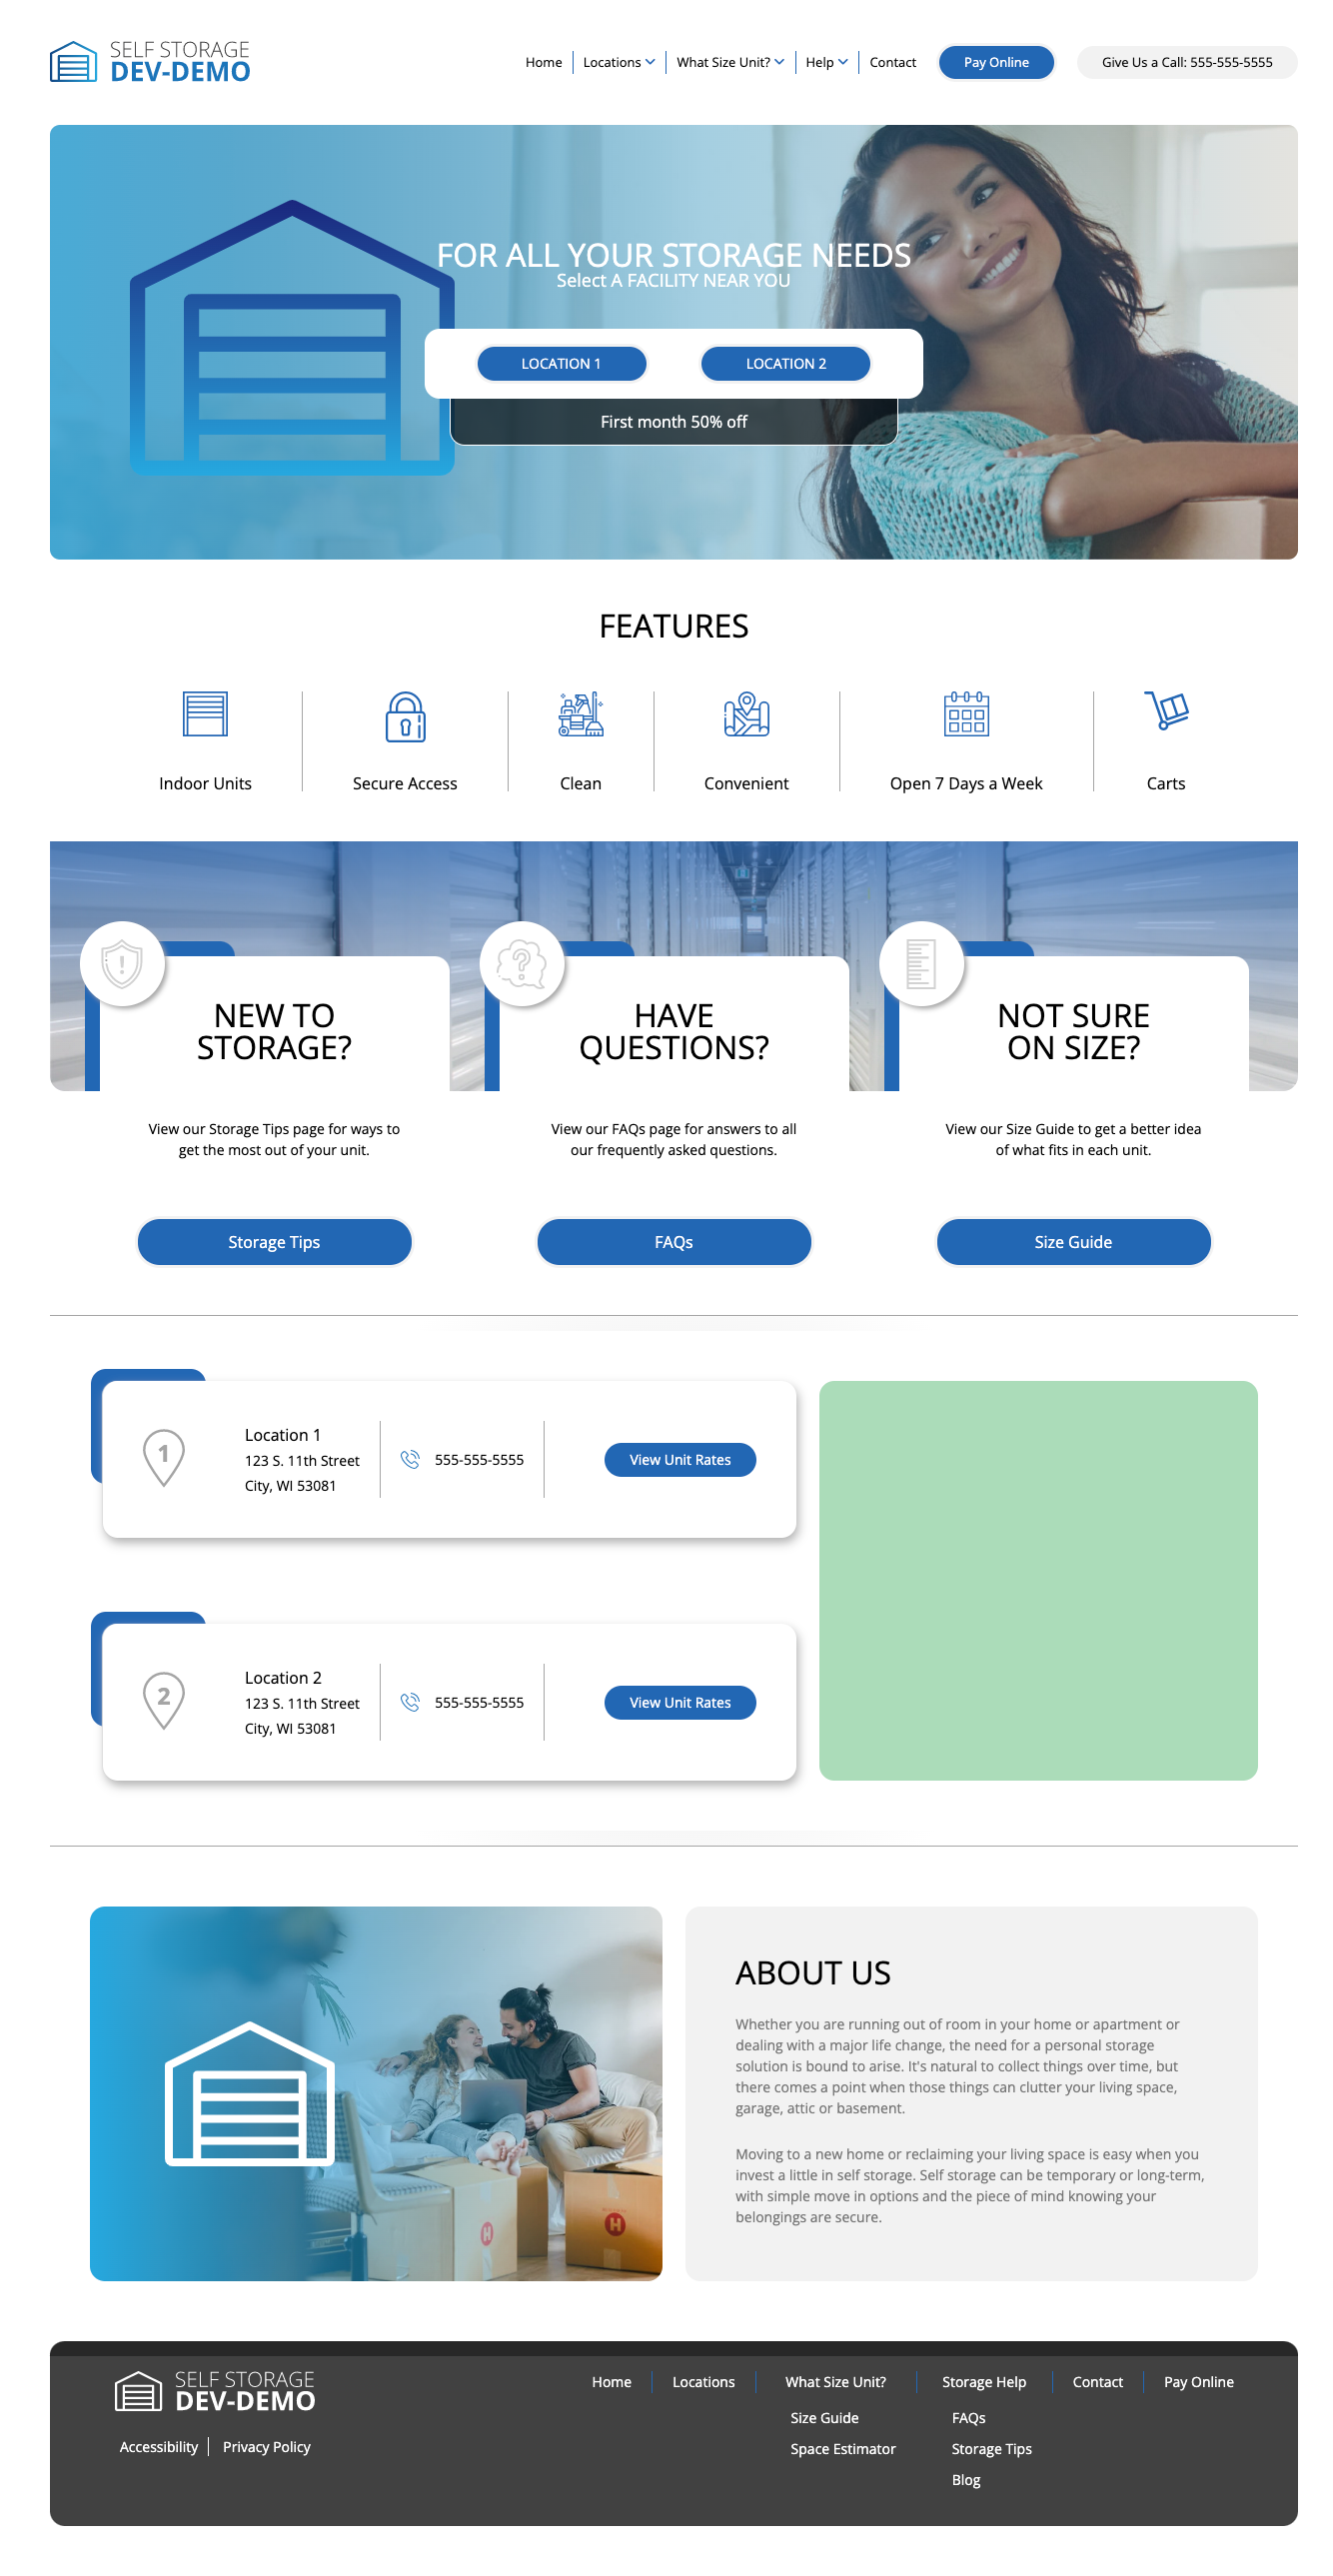 SELF STORAGE
DEV-DEMO
Home
Locations
What Size Unit?
Help
Contact
Pay Online
Give Us a Call: 555-555-5555
FOR ALL YOUR STORAGE NEEDS
Select A FACILITY NEAR YOU
LOCATION 1
LOCATION 2
First month 50% off
FEATURES
Indoor Units
Secure Access
Clean
Convenient
Open 7 Days a Week
Carts
NEW TO
STORAGE?
View our Storage Tips page for ways to
get the most out of your unit.
Storage Tips
HAVE
QUESTIONS?
View our FAQs page for answers to all
our frequently asked questions.
FAQs
NOT SURE
ON SIZE?
View our Size Guide to get a better idea
of what fits in each unit.
Size Guide
1
Location 1
123 S. 11th Street
City, WI 53081
555-555-5555
View Unit Rates
2
Location 2
123 S. 11th Street
City, WI 53081
555-555-5555
View Unit Rates
H
H
ABOUT US
Whether you are running out of room in your home or apartment or
dealing with a major life change, the need for a personal storage
solution is bound to arise. It's natural to collect things over time, but
there comes a point when those things can clutter your living space,
garage, attic or basement.
Moving to a new home or reclaiming your living space is easy when you
invest a little in self storage. Self storage can be temporary or long-term,
with simple move in options and the piece of mind knowing your
belongings are secure.
SELF STORAGE
DEV-DEMO
Accessibility
Privacy Policy
Home
Locations
What Size Unit?
Size Guide
Space Estimator
Storage Help
FAQs
Storage Tips
Blog
Contact
Pay Online